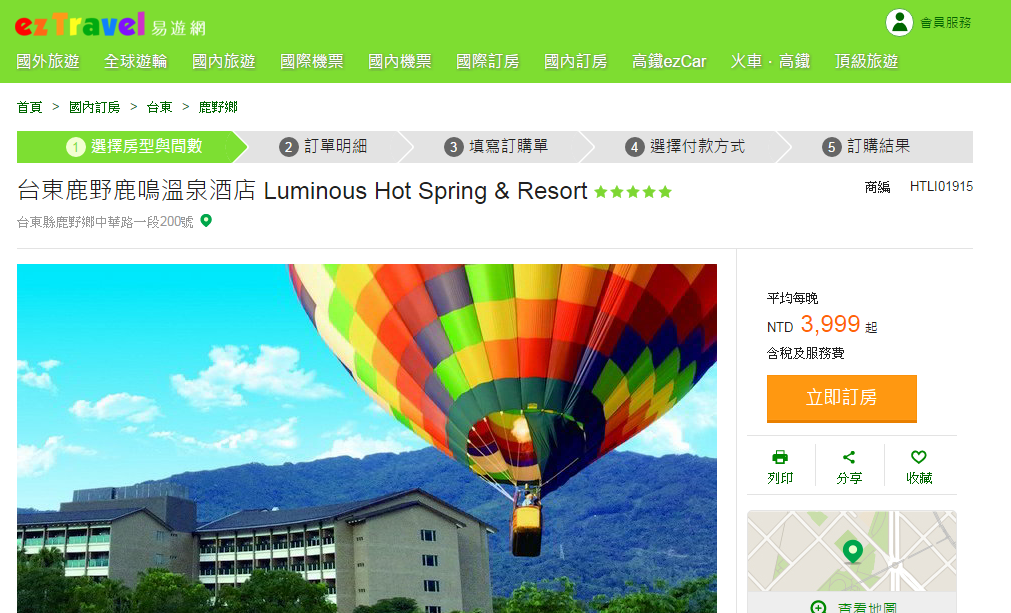 ezTravel 易遊網
會員服務
國外旅遊 全球遊輪 國內旅遊 國際機票 國內機票 國際訂房 國內訂房 高鐵ezCar 火車・高鐵 頂級旅遊
首頁 > 國內訂房 > 台東 > 鹿野鄉
1 選擇房型與間數 2 訂單明細 3 填寫訂購單 4 選擇付款方式 5 訂購結果
台東鹿野鹿鳴溫泉酒店 Luminous Hot Spring & Resort
商編 HTLI01915
台東縣鹿野鄉中華路一段200號
平均每晚
NTD 3,999 起
含稅及服務費
立即訂房
列印 分享 收藏
查看地圖